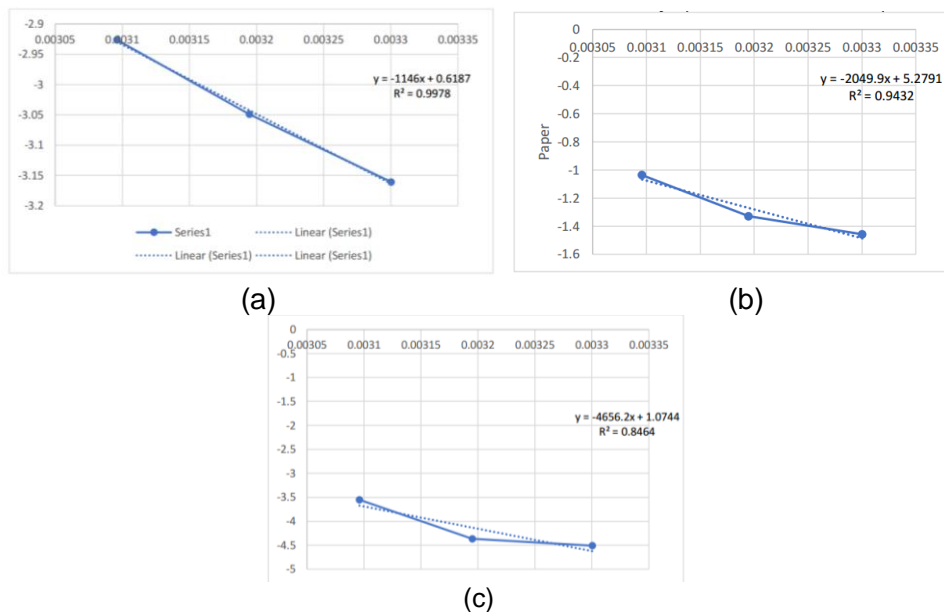 -2.9
0.00305 0.0031 0.00315 0.0032 0.00325 0.0033 0.00335
-2.95
y = -1146x + 0.6187
R² = 0.9978
-3
-3.05
-3.1
-3.15
-3.2
Series1 Linear (Series1)
Linear (Series1) Linear (Series1)
(a)
0
0.00305 0.0031 0.00315 0.0032 0.00325 0.0033 0.00335
-0.2
y = -2049.9x + 5.2791
R² = 0.9432
-0.4
-0.6
-0.8
Paper
-1
-1.2
-1.4
-1.6
(b)
0
0.00305 0.0031 0.00315 0.0032 0.00325 0.0033 0.00335
-0.5
-1
-1.5
y = -4656.2x + 1.0744
R² = 0.8464
-2
-2.5
-3
-3.5
-4
-4.5
-5
(c)